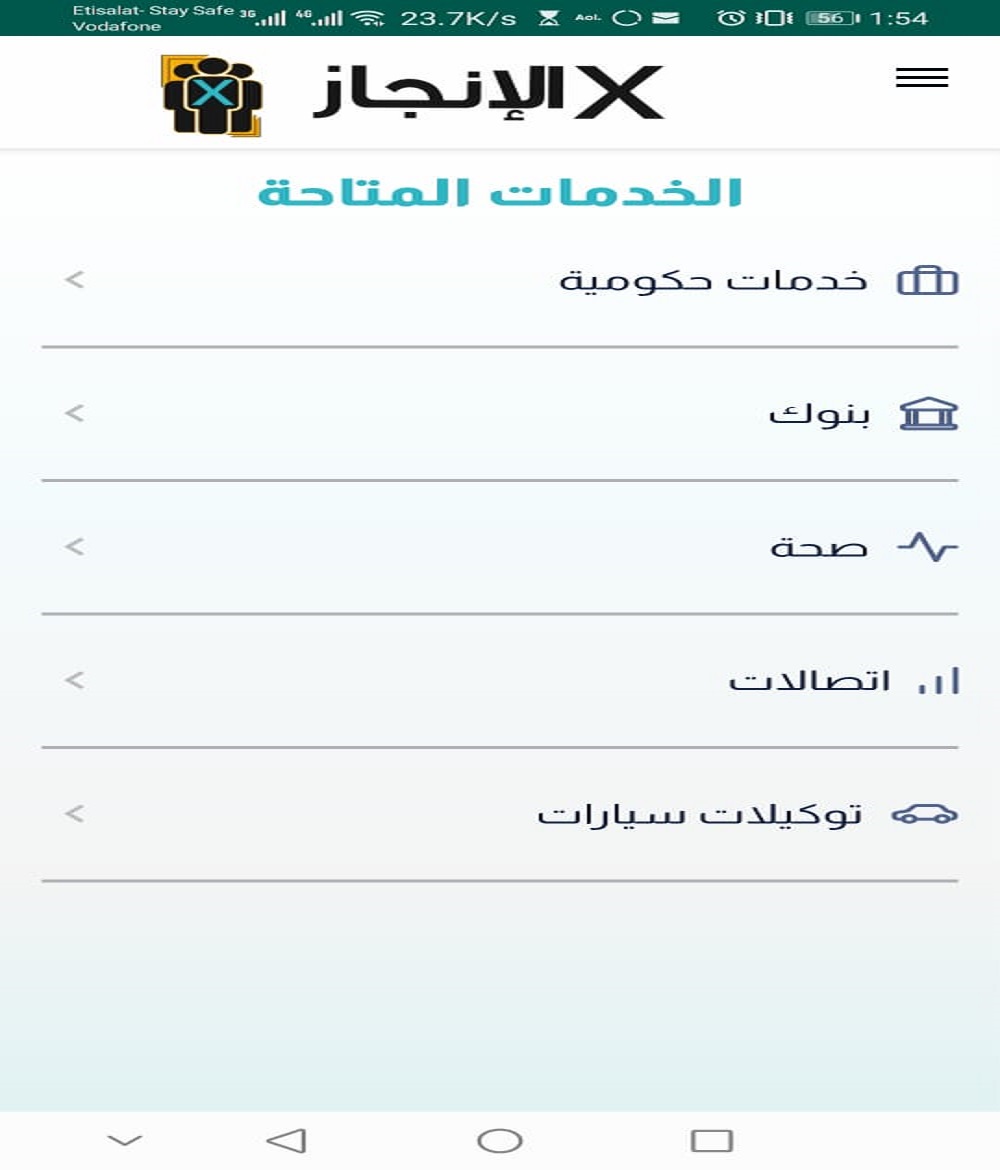 Etisalat- Stay Safe 3G 4G 23.7K/s AOL. 56 1:54
Vodafone
X الإنجاز
X
الخدمات المتاحة
خدمات حكومية
بنوك
صحة
اتصالات
توكيلات سيارات